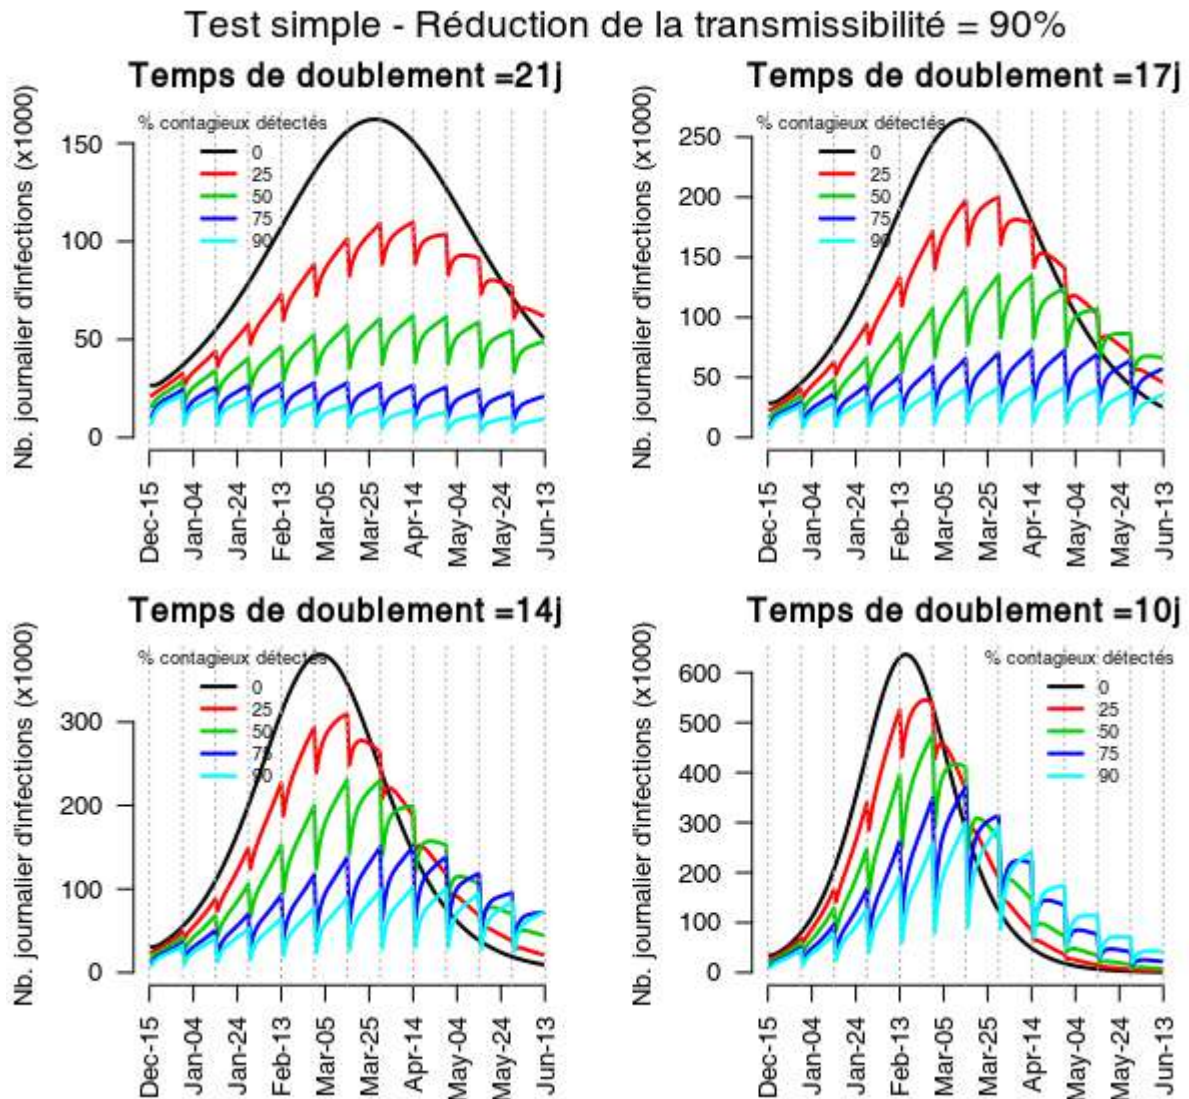 Test simple - Réduction de la transmissibilité = 90%
Temps de doublement =21j
Nb. journalier d'infections (x1000)
% contagieux détectés
0
25
50
75
90
150
100
50
0
Dec-15
Jan-04
Jan-24
Feb-13
Mar-05
Mar-25
Apr-14
May-04
May-24
Jun-13
Temps de doublement =17j
Nb. journalier d'infections (x1000)
% contagieux détectés
0
25
50
75
90
250
200
150
100
50
0
Dec-15
Jan-04
Jan-24
Feb-13
Mar-05
Mar-25
Apr-14
May-04
May-24
Jun-13
Temps de doublement =14j
Nb. journalier d'infections (x1000)
% contagieux détectés
0
25
50
75
90
300
200
100
0
Dec-15
Jan-04
Jan-24
Feb-13
Mar-05
Mar-25
Apr-14
May-04
May-24
Jun-13
Temps de doublement =10j
Nb. journalier d'infections (x1000)
% contagieux détectés
0
25
50
75
90
600
500
400
300
200
100
0
Dec-15
Jan-04
Jan-24
Feb-13
Mar-05
Mar-25
Apr-14
May-04
May-24
Jun-13